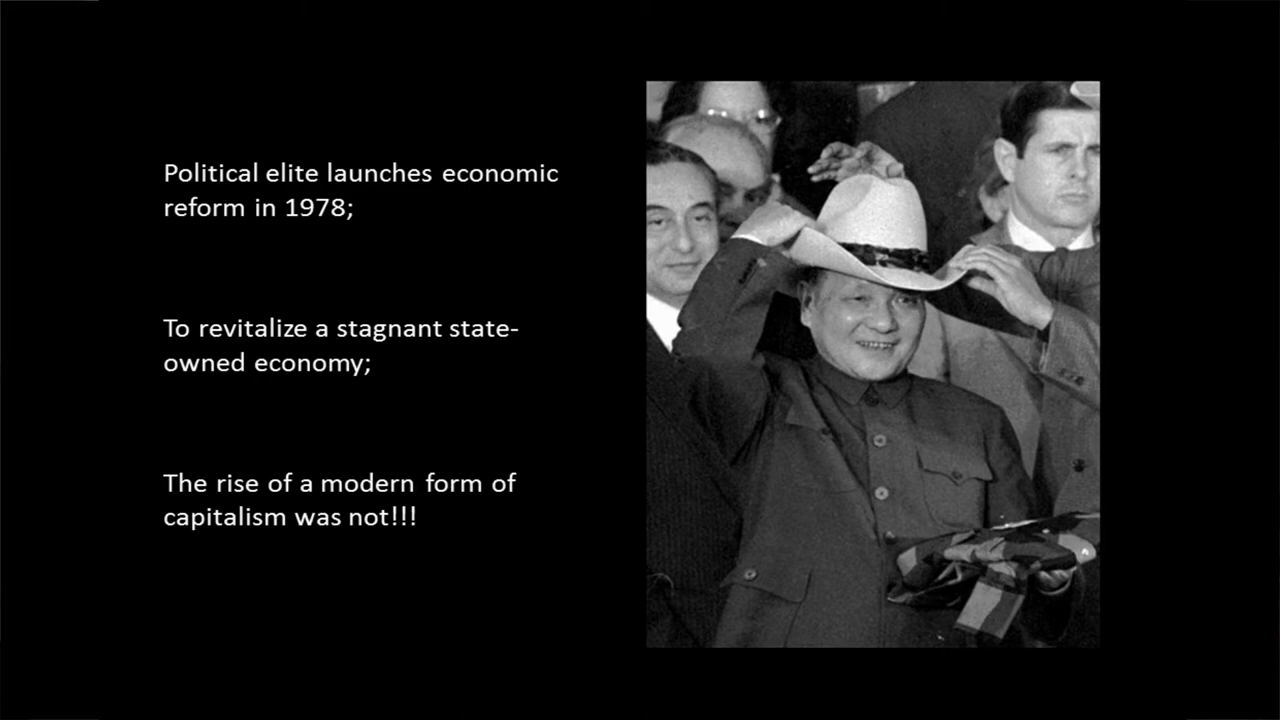 Political elite launches economic
reform in 1978;
To revitalize a stagnant state-
owned economy;
The rise of a modern form of
capitalism was not!!!